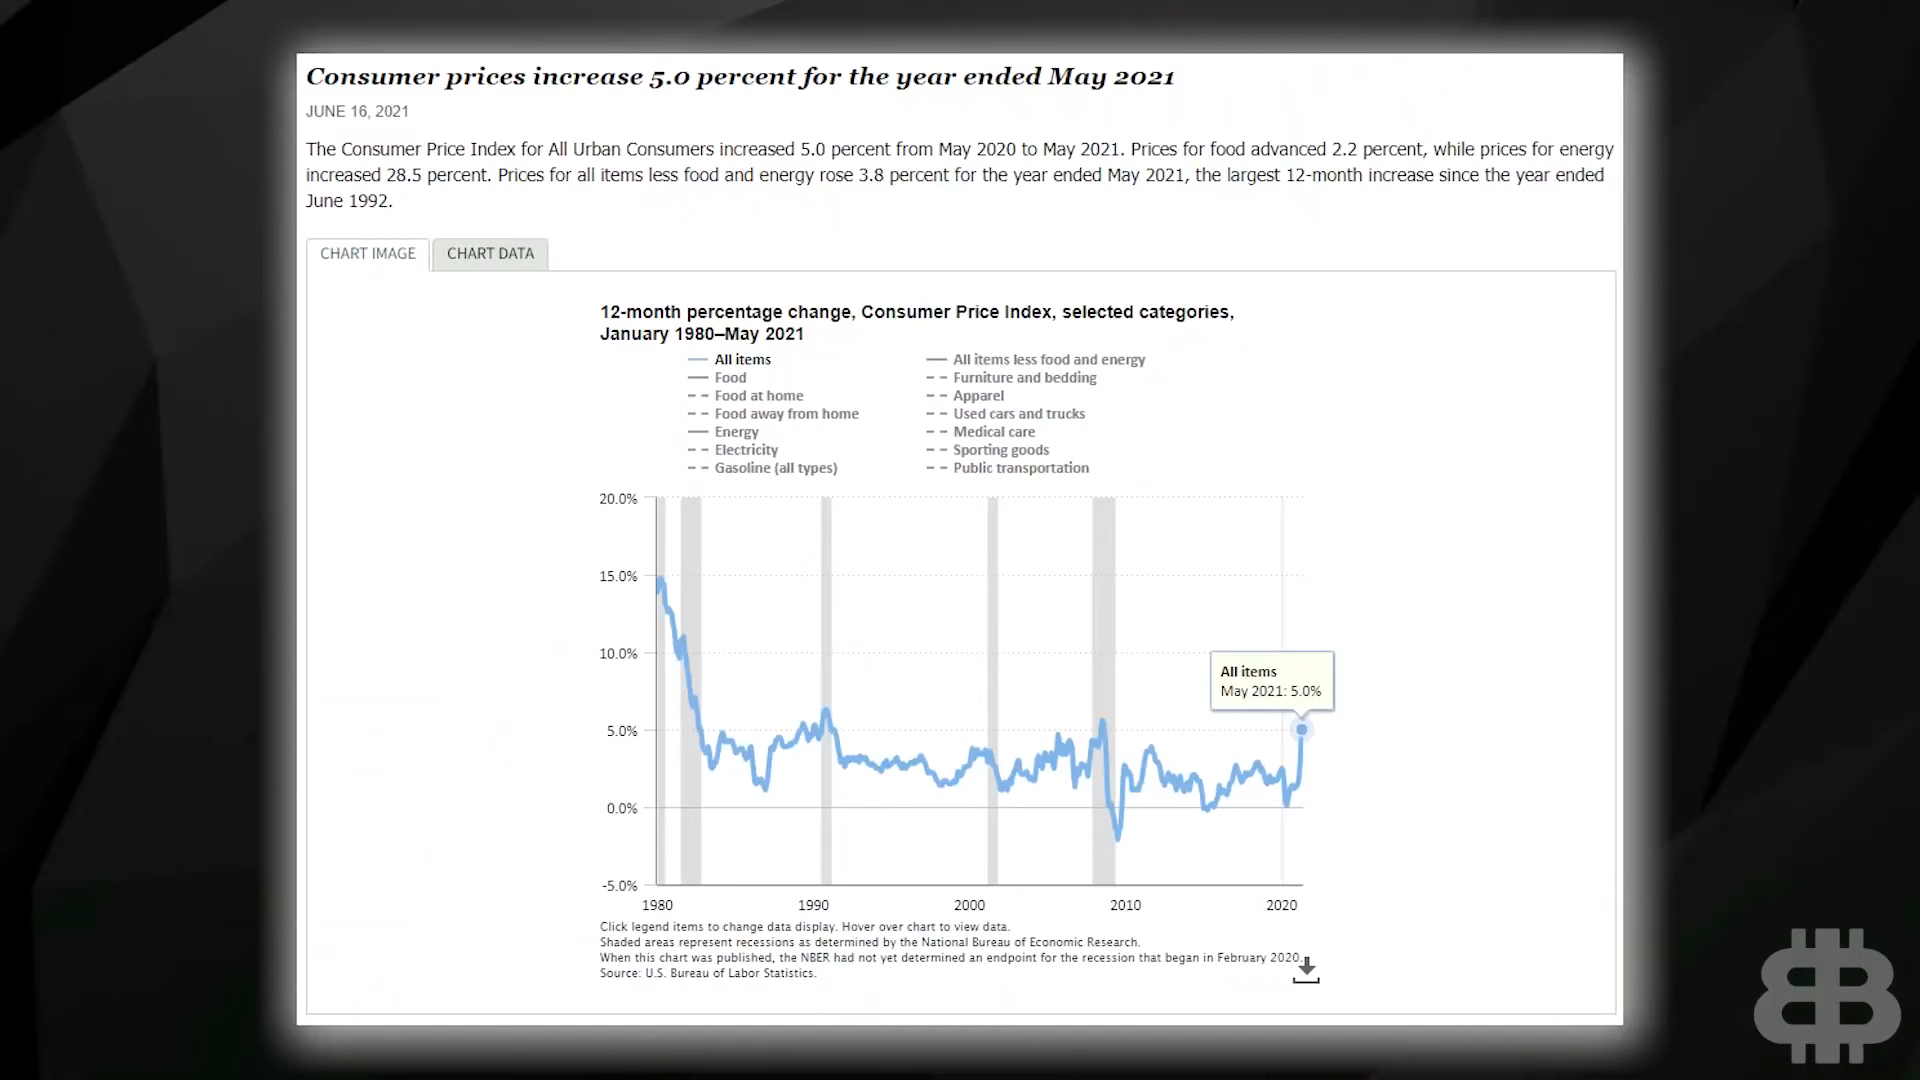 Consumer prices increase 5.0 percent for the year ended May 2021
JUNE 16, 2021
The Consumer Price Index for All Urban Consumers increased 5.0 percent from May 2020 to May 2021. Prices for food advanced 2.2 percent, while prices for energy
increased 28.5 percent. Prices for all items less food and energy rose 3.8 percent for the year ended May 2021, the largest 12-month increase since the year ended
June 1992.
CHART IMAGE CHART DATA
12-month percentage change, Consumer Price Index, selected categories,
January 1980–May 2021
All items All items less food and energy
Food Furniture and bedding
Food at home Apparel
Food away from home Used cars and trucks
Energy Medical care
Electricity Sporting goods
Gasoline (all types) Public transportation
20.0%
15.0%
10.0%
All items
May 2021: 5.0%
5.0%
0.0%
-5.0%
1980 1990 2000 2010 2020
Click legend items to change data display. Hover over chart to view data.
Shaded areas represent recessions as determined by the National Bureau of Economic Research.
When this chart was published, the NBER had not yet determined an endpoint for the recession that began in February 2020.
Source: U.S. Bureau of Labor Statistics.